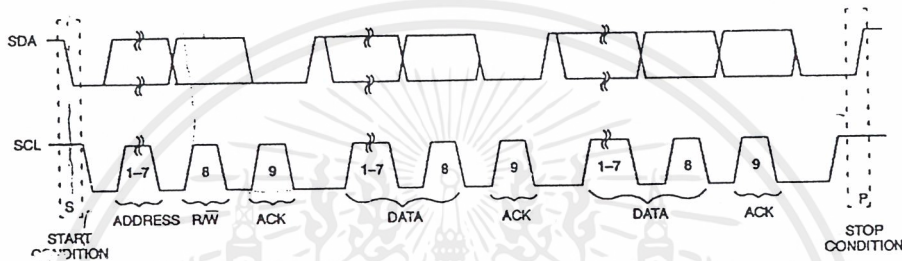 SDA
SCL
1–7 8 9 1–7 8 9 1–7 8 9
S P
ADDRESS R/W̅ ACK DATA ACK DATA ACK
START
CONDITION
STOP
CONDITION